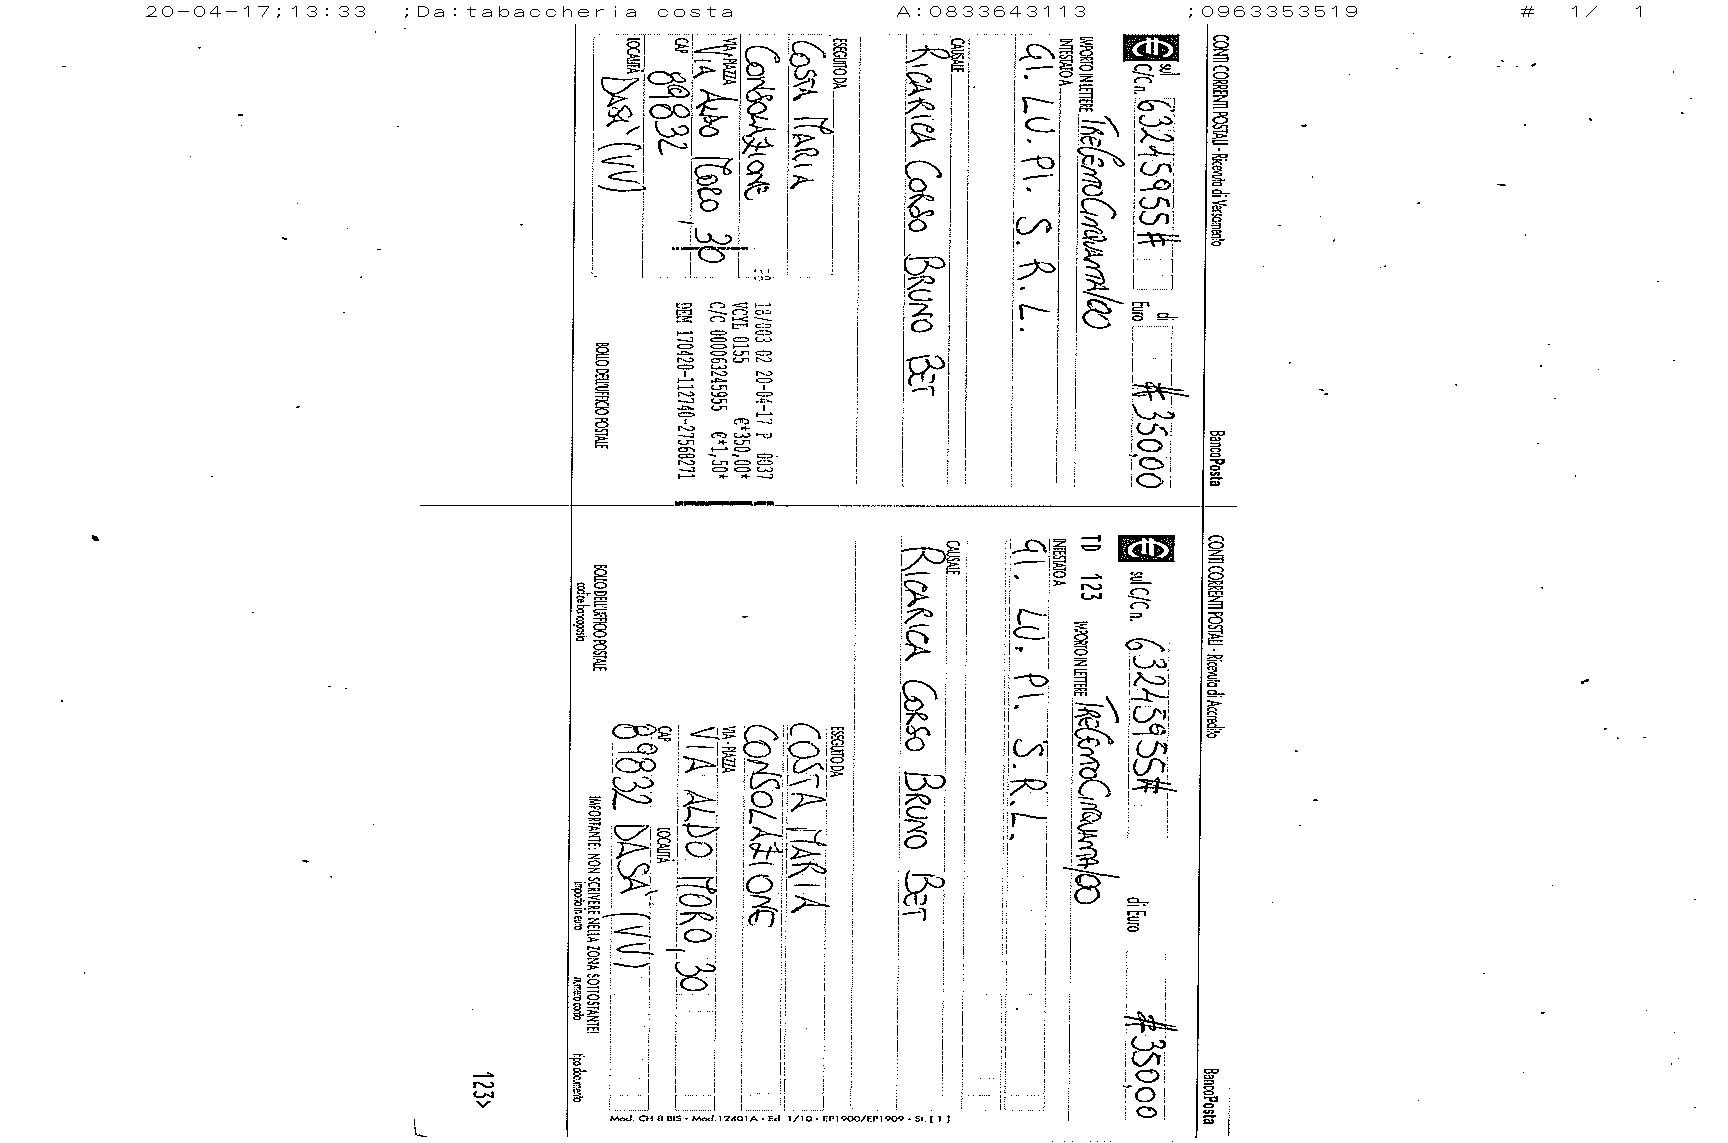 20-04-17;13:33 ;Da:tabaccheria costa A:0833643113 ;0963353519 # 1/ 1
CONTI CORRENTI POSTALI - Ricevuta di Versamento BancoPosta
sul C/C n. 63245955# di Euro #350,00
IMPORTO IN LETTERE TRECENTOCINQUANTA/00
INTESTATO A
GI. LU. PI. S. R. L.
CAUSALE
RICARICA CORSO BRUNO BET
ESEGUITO DA
COSTA MARIA
CONSOLAZIONE
VIA - PIAZZA
VIA ALDO MORO, 30
CAP
89832
LOCALITÀ
DASA' (VV)
18/003 02 20-04-17 P 0037
VCYL 0155 €*350,00*
C/C 000063245955 €*1,50*
DEM 170420-112740-27568271
BOLLO DELL'UFFICIO POSTALE
CONTI CORRENTI POSTALI - Ricevuta di Accredito BancoPosta
sul C/C n. 63245955# di Euro #350,00
TD 123 IMPORTO IN LETTERE TRECENTOCINQUANTA/00
INTESTATO A
GI. LU. PI. S.R.L.
CAUSALE
RICARICA CORSO BRUNO BET
ESEGUITO DA
COSTA MARIA
CONSOLAZIONE
VIA - PIAZZA
VIA ALDO MORO, 30
CAP LOCALITÀ
89832 DASA' (VV)
BOLLO DELL'UFFICIO POSTALE
codice bancoposta
IMPORTANTE: NON SCRIVERE NELLA ZONA SOTTOSTANTE!
importo in euro numero conto tipo documento
123>
Mod. CH 8 BIS - Mod. 12401A - Ed. 1/10 - EP1900/EP1909 - St. [ 1 ]